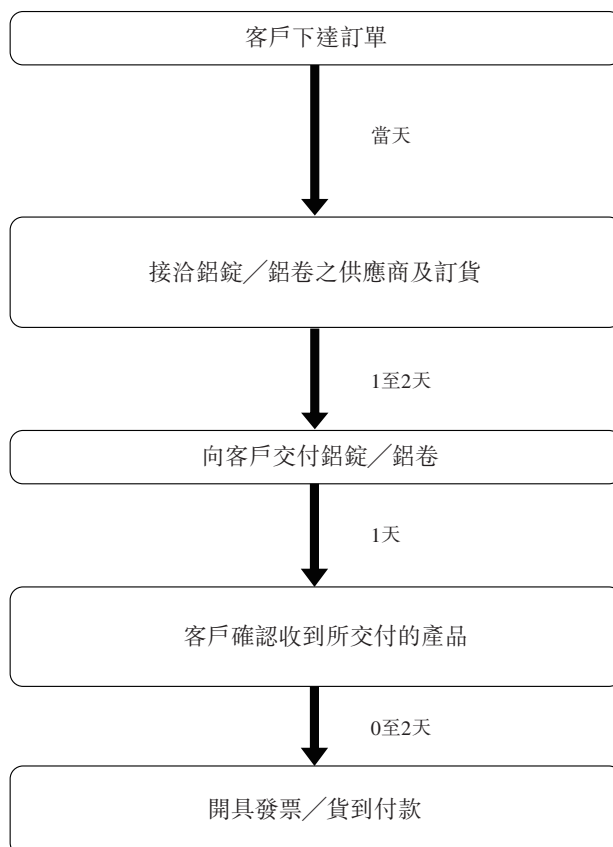 客戶下達訂單
當天
接洽鋁錠／鋁卷之供應商及訂貨
1至2天
向客戶交付鋁錠／鋁卷
1天
客戶確認收到所交付的產品
0至2天
開具發票／貨到付款